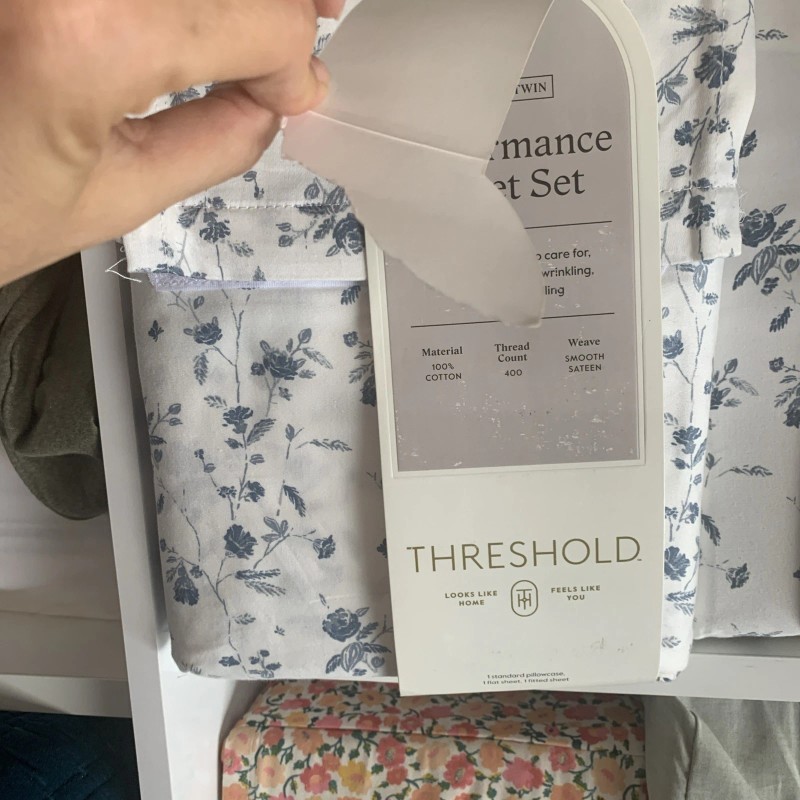 TWIN
rmance
et Set
o care for,
wrinkling,
ling
Material
100%
COTTON
Thread
Count
400
Weave
SMOOTH
SATEEN
THRESHOLD™
LOOKS LIKE
HOME
FEELS LIKE
YOU
1 standard pillowcase,
1 flat sheet, 1 fitted sheet